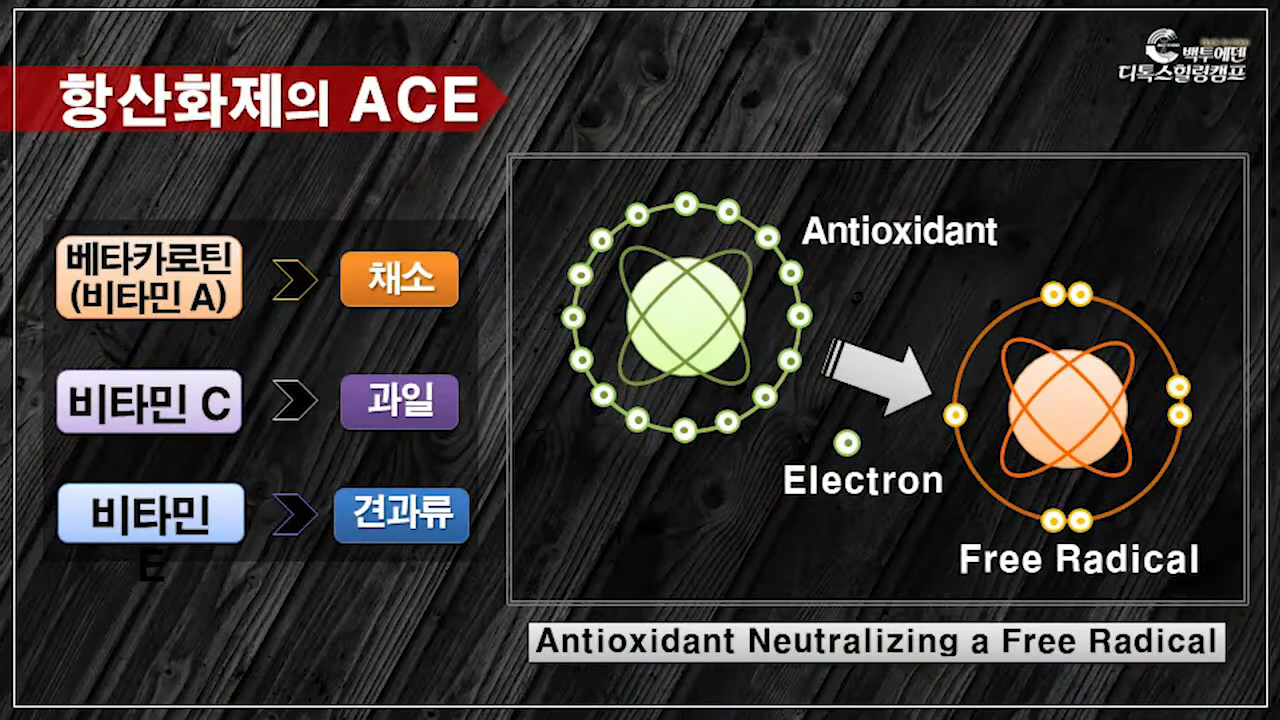 백투에덴
디톡스힐링캠프
항산화제의 ACE
베타카로틴
(비타민 A)
채소
비타민 C
과일
비타민
E
견과류
Antioxidant
Electron
Free Radical
Antioxidant Neutralizing a Free Radical